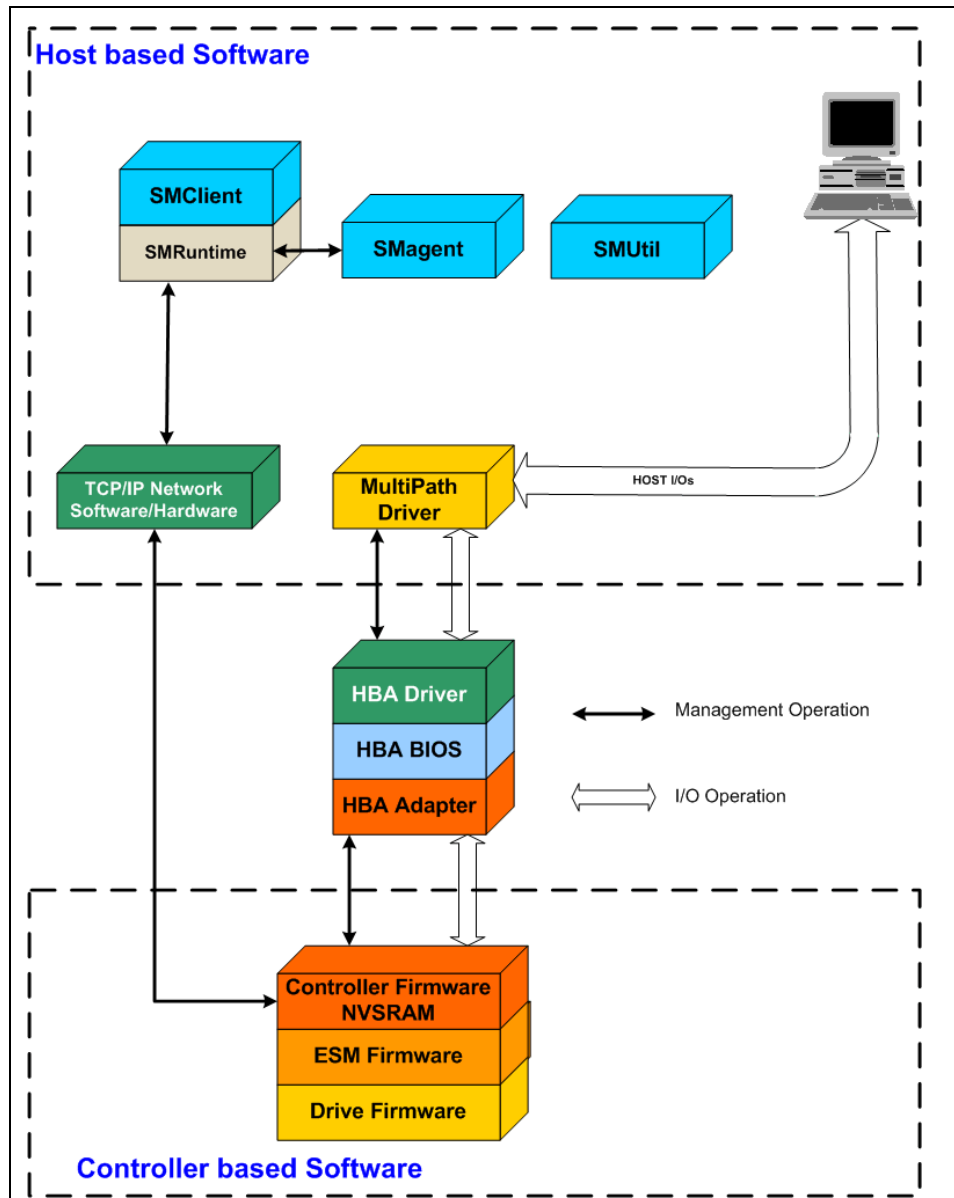 Host based Software
SMClient
SMRuntime
SMagent
SMUtil
TCP/IP Network
Software/Hardware
MultiPath
Driver
HOST I/Os
HBA Driver
HBA BIOS
HBA Adapter
Management Operation
I/O Operation
Controller Firmware
NVSRAM
ESM Firmware
Drive Firmware
Controller based Software